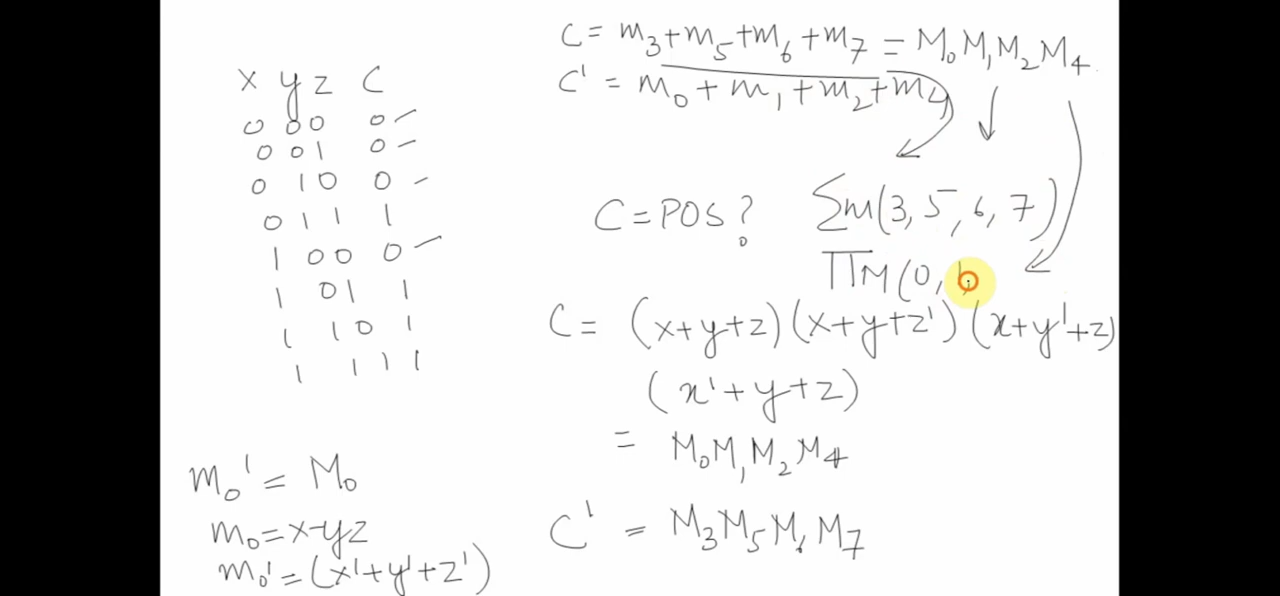 x y z C
0 0 0 0
0 0 1 0
0 1 0 0
0 1 1 1
1 0 0 0
1 0 1 1
1 1 0 1
1 1 1 1
m₀' = M₀
m₀ = x-yz
m₀' = (x'+y'+z')
C = m₃+m₅+m₆+m₇ = M₀M₁M₂M₄
C' = m₀+m₁+m₂+m₄
C = POS?
Σm(3,5,6,7)
ΠM(0,
C = (x+y+z)(x+y+z')(x+y'+z)
(x'+y+z)
= M₀M₁M₂M₄
C' = M₃M₅M₆M₇